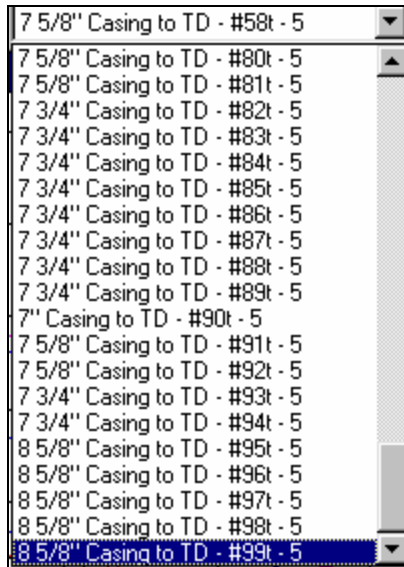 7 5/8" Casing to TD - #58t - 5
7 5/8" Casing to TD - #80t - 5
7 5/8" Casing to TD - #81t - 5
7 3/4" Casing to TD - #82t - 5
7 3/4" Casing to TD - #83t - 5
7 3/4" Casing to TD - #84t - 5
7 3/4" Casing to TD - #85t - 5
7 3/4" Casing to TD - #86t - 5
7 3/4" Casing to TD - #87t - 5
7 3/4" Casing to TD - #88t - 5
7 3/4" Casing to TD - #89t - 5
7" Casing to TD - #90t - 5
7 5/8" Casing to TD - #91t - 5
7 5/8" Casing to TD - #92t - 5
7 3/4" Casing to TD - #93t - 5
7 3/4" Casing to TD - #94t - 5
8 5/8" Casing to TD - #95t - 5
8 5/8" Casing to TD - #96t - 5
8 5/8" Casing to TD - #97t - 5
8 5/8" Casing to TD - #98t - 5
8 5/8" Casing to TD - #99t - 5